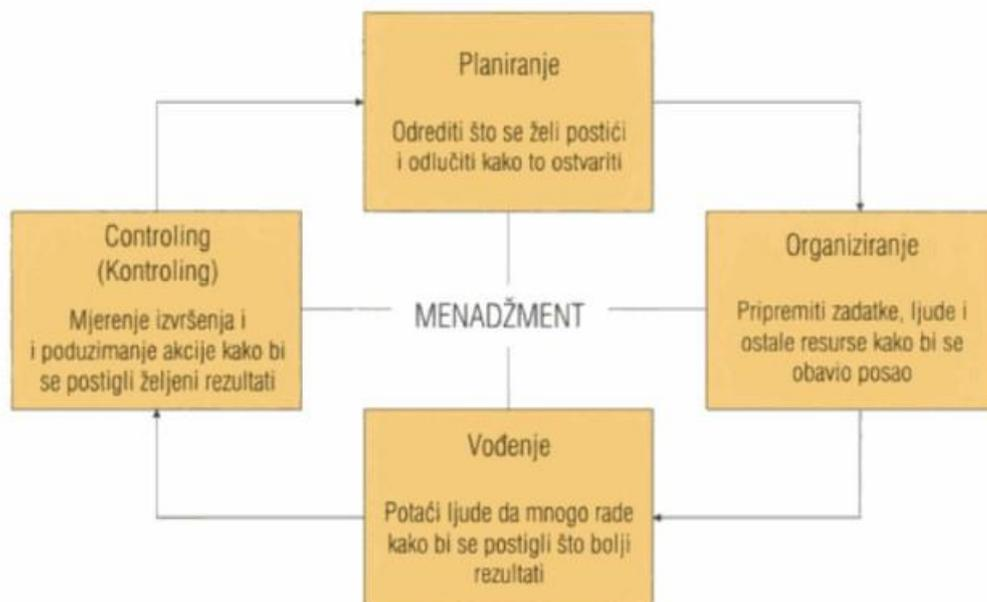 Planiranje
Odrediti što se želi postići
i odlučiti kako to ostvariti
Controling
(Kontroling)
Mjerenje izvršenja i
i poduzimanje akcije kako bi
se postigli željeni rezultati
MENADŽMENT
Organiziranje
Pripremiti zadatke, ljude i
ostale resurse kako bi se
obavio posao
Vođenje
Potaći ljude da mnogo rade
kako bi se postigli što bolji
rezultati